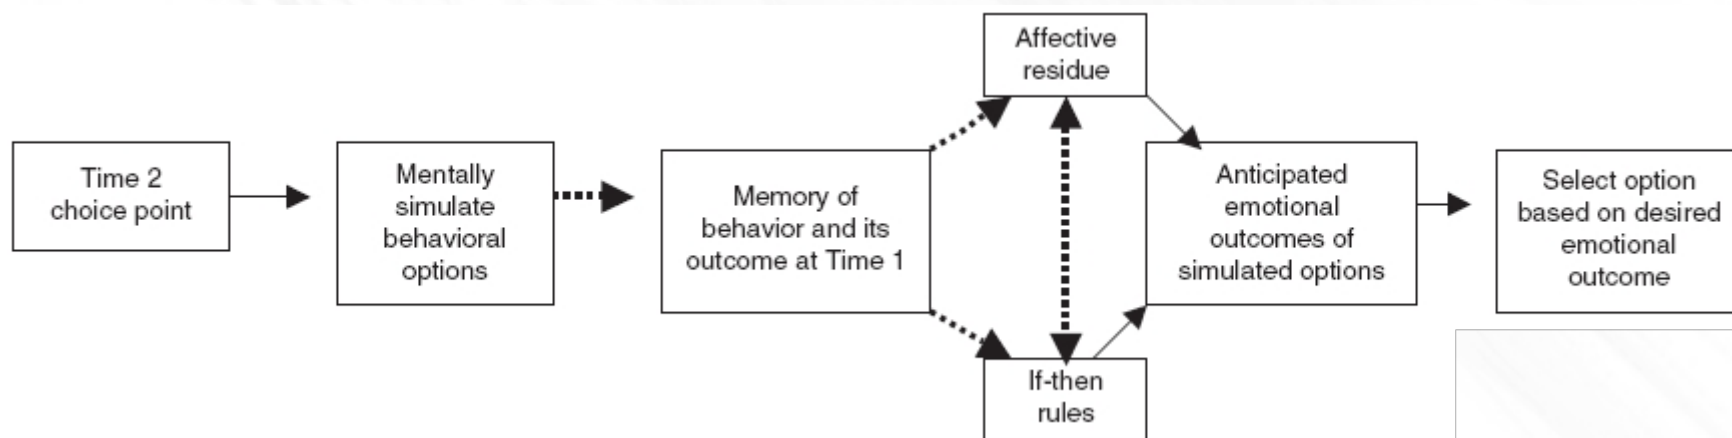 Time 2
choice point
Mentally
simulate
behavioral
options
Memory of
behavior and its
outcome at Time 1
Affective
residue
If-then
rules
Anticipated
emotional
outcomes of
simulated options
Select option
based on desired
emotional
outcome